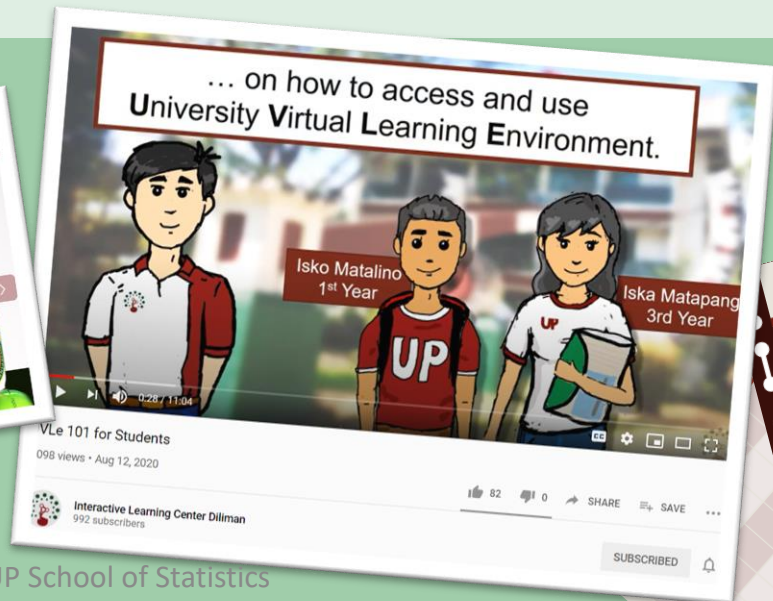 ... on how to access and use
University Virtual Learning Environment.
Isko Matalino
1st Year
Iska Matapang
3rd Year
UP
UP
0:28 / 11:04
VLe 101 for Students
098 views • Aug 12, 2020
82 0 SHARE SAVE ...
Interactive Learning Center Diliman
992 subscribers
SUBSCRIBED
CC
UP School of Statistics